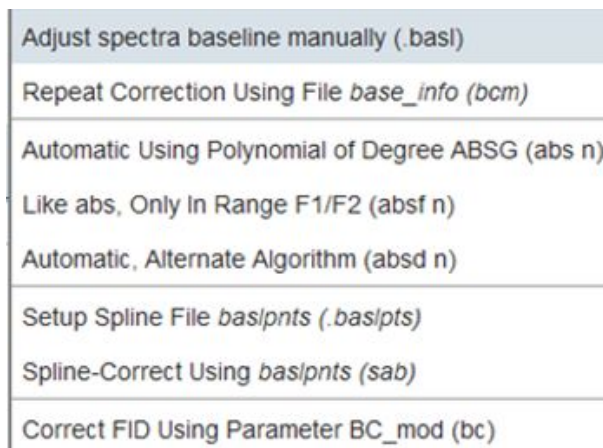 Adjust spectra baseline manually (.basl)
Repeat Correction Using File base_info (bcm)
Automatic Using Polynomial of Degree ABSG (abs n)
Like abs, Only In Range F1/F2 (absf n)
Automatic, Alternate Algorithm (absd n)
Setup Spline File baslpnts (.baslpts)
Spline-Correct Using baslpnts (sab)
Correct FID Using Parameter BC_mod (bc)